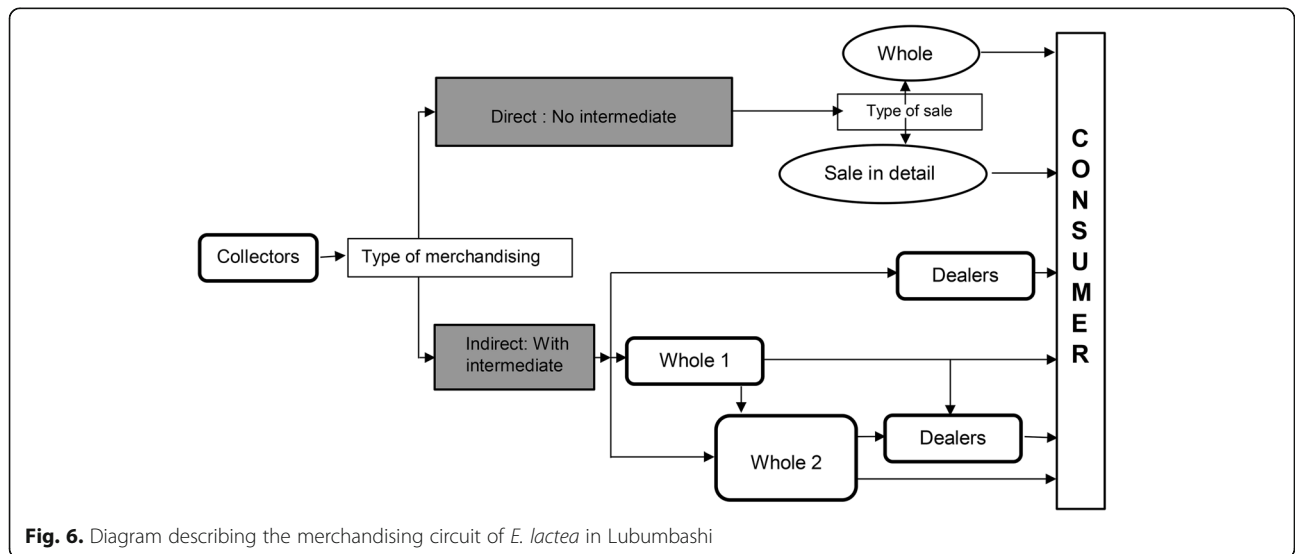 Whole
Direct : No intermediate
Type of sale
Sale in detail
CONSUMER
Collectors
Type of merchandising
Dealers
Indirect: With
intermediate
Whole 1
Dealers
Whole 2
Fig. 6. Diagram describing the merchandising circuit of E. lactea in Lubumbashi